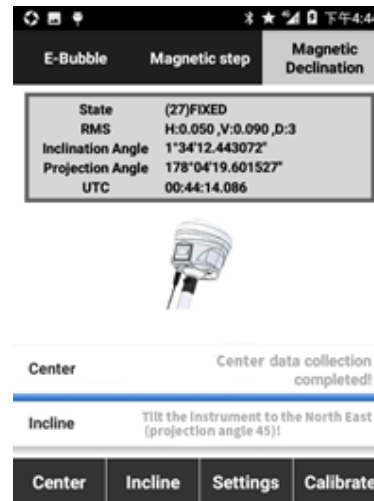 下午4:44
E-Bubble
Magnetic step
Magnetic
Declination
State (27)FIXED
RMS H:0.050 ,V:0.090 ,D:3
Inclination Angle 1°34'12.443072"
Projection Angle 178°04'19.601527"
UTC 00:44:14.086
Center
Center data collection
completed!
Incline
Tilt the Instrument to the North East
(projection angle 45)!
Center
Incline
Settings
Calibrate